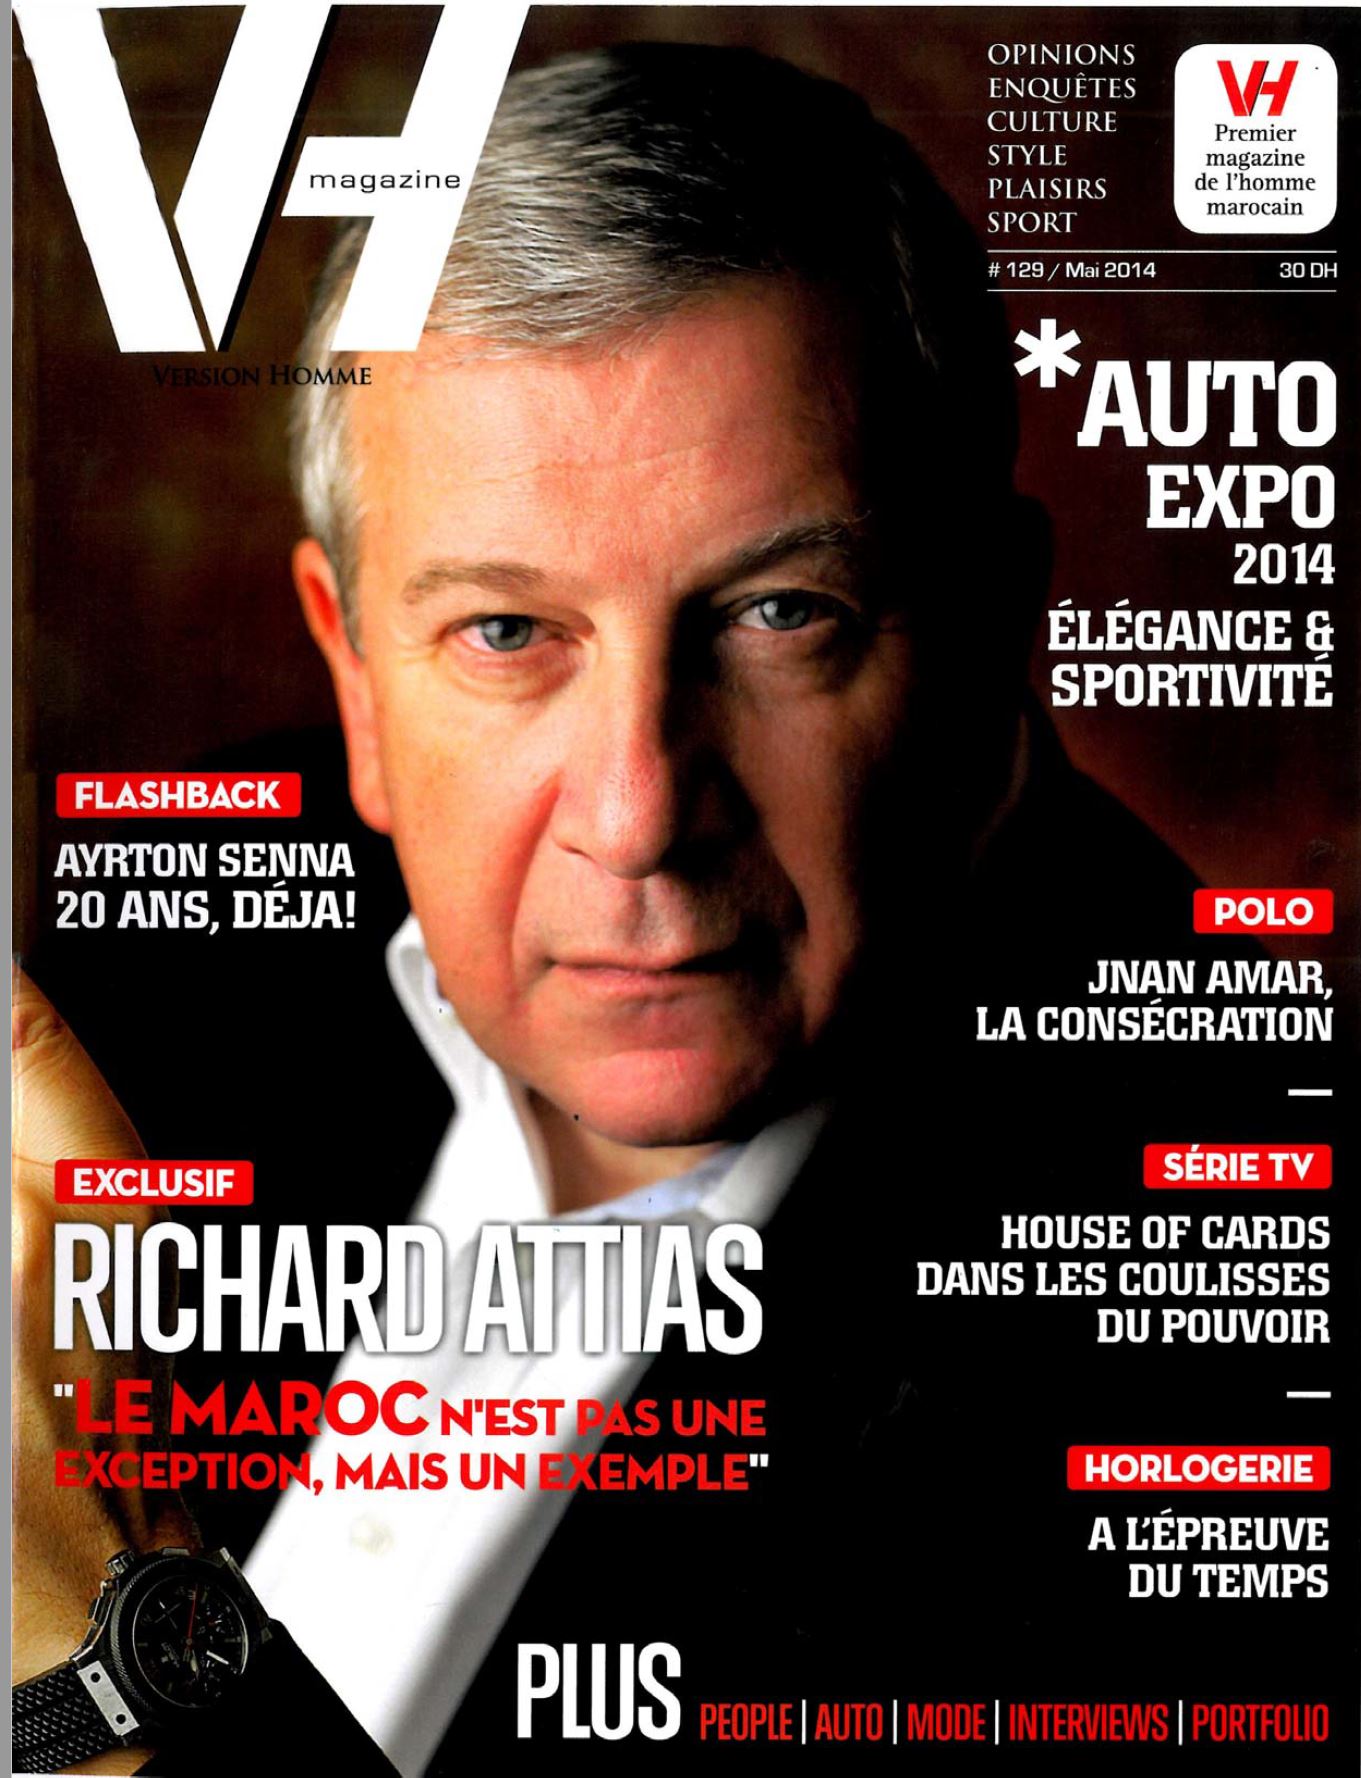 VH
magazine
VERSION HOMME
OPINIONS
ENQUÊTES
CULTURE
STYLE
PLAISIRS
SPORT
VH
Premier
magazine
de l'homme
marocain
# 129 / Mai 2014 30 DH
*AUTO
EXPO
2014
ÉLÉGANCE &
SPORTIVITÉ
FLASHBACK
AYRTON SENNA
20 ANS, DÉJA!
POLO
JNAN AMAR,
LA CONSÉCRATION
SÉRIE TV
HOUSE OF CARDS
DANS LES COULISSES
DU POUVOIR
EXCLUSIF
RICHARD ATTIAS
"LE MAROC N'EST PAS UNE
EXCEPTION, MAIS UN EXEMPLE"
HORLOGERIE
A L'ÉPREUVE
DU TEMPS
PLUS PEOPLE | AUTO | MODE | INTERVIEWS | PORTFOLIO